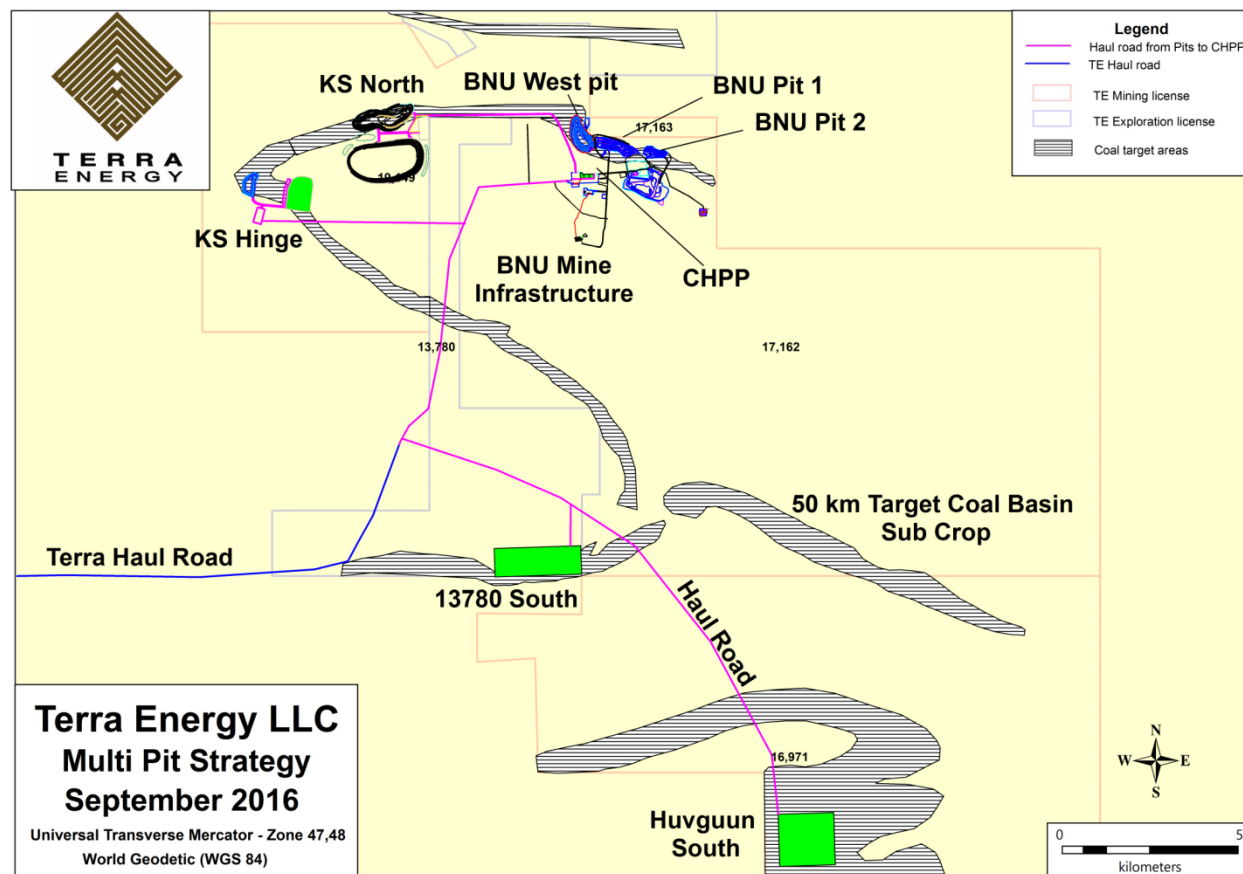 TERRA
ENERGY
Legend
Haul road from Pits to CHPP
TE Haul road
TE Mining license
TE Exploration license
Coal target areas
KS North
BNU West pit
BNU Pit 1
17,163
BNU Pit 2
KS Hinge
BNU Mine
Infrastructure
CHPP
13,780
17,162
50 km Target Coal Basin
Sub Crop
Terra Haul Road
13780 South
Haul Road
16,971
Huvguun
South
Terra Energy LLC
Multi Pit Strategy
September 2016
Universal Transverse Mercator - Zone 47,48
World Geodetic (WGS 84)
N
W
E
S
0
5
kilometers